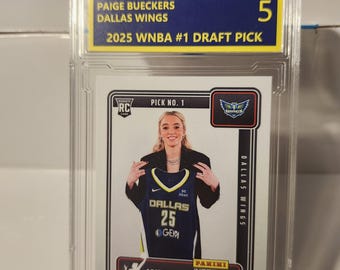 PAIGE BUECKERS
DALLAS WINGS
5
2025 WNBA #1 DRAFT PICK
RC
PICK NO. 1
DALLAS WINGS
DALLAS
25
PANINI